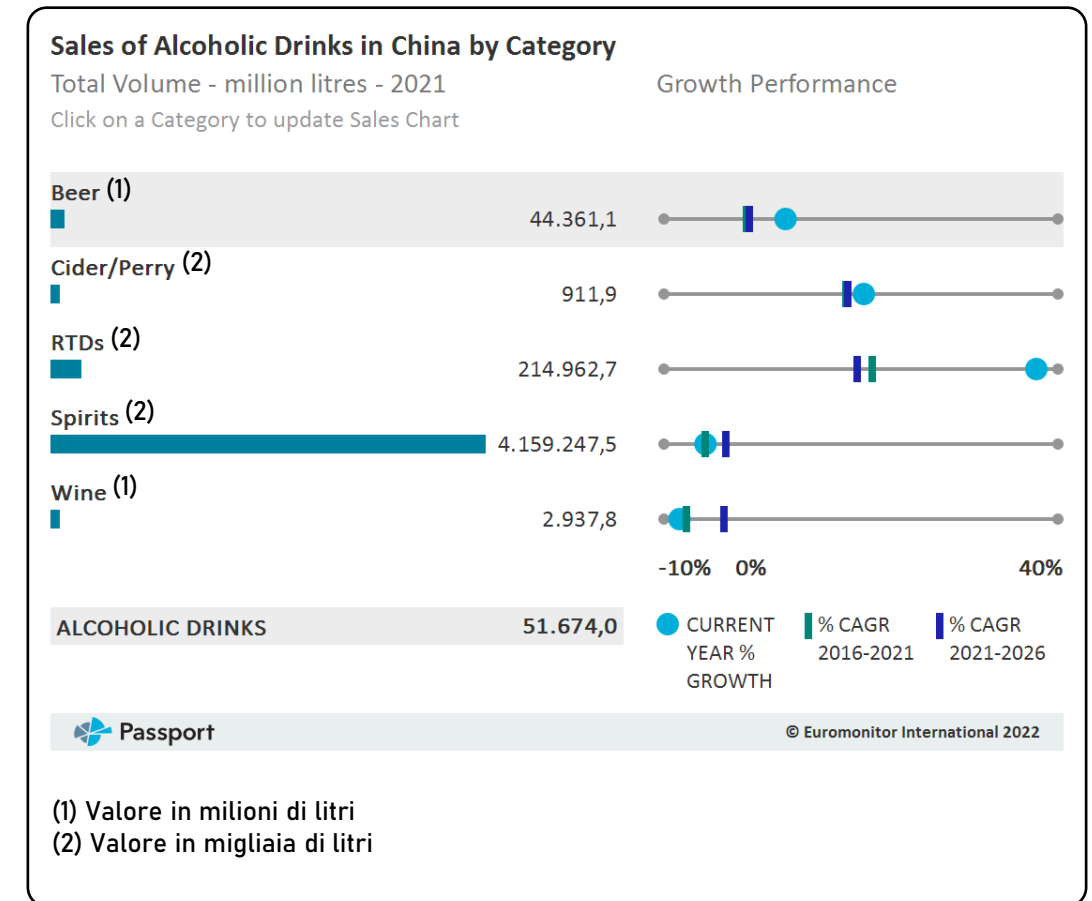 Sales of Alcoholic Drinks in China by Category
Total Volume - million litres - 2021
Growth Performance
Click on a Category to update Sales Chart
Beer (1)
44.361,1
Cider/Perry (2)
911,9
RTDs (2)
214.962,7
Spirits (2)
4.159.247,5
Wine (1)
2.937,8
-10% 0% 40%
ALCOHOLIC DRINKS 51.674,0
CURRENT YEAR % GROWTH
% CAGR 2016-2021
% CAGR 2021-2026
Passport
© Euromonitor International 2022
(1) Valore in milioni di litri
(2) Valore in migliaia di litri